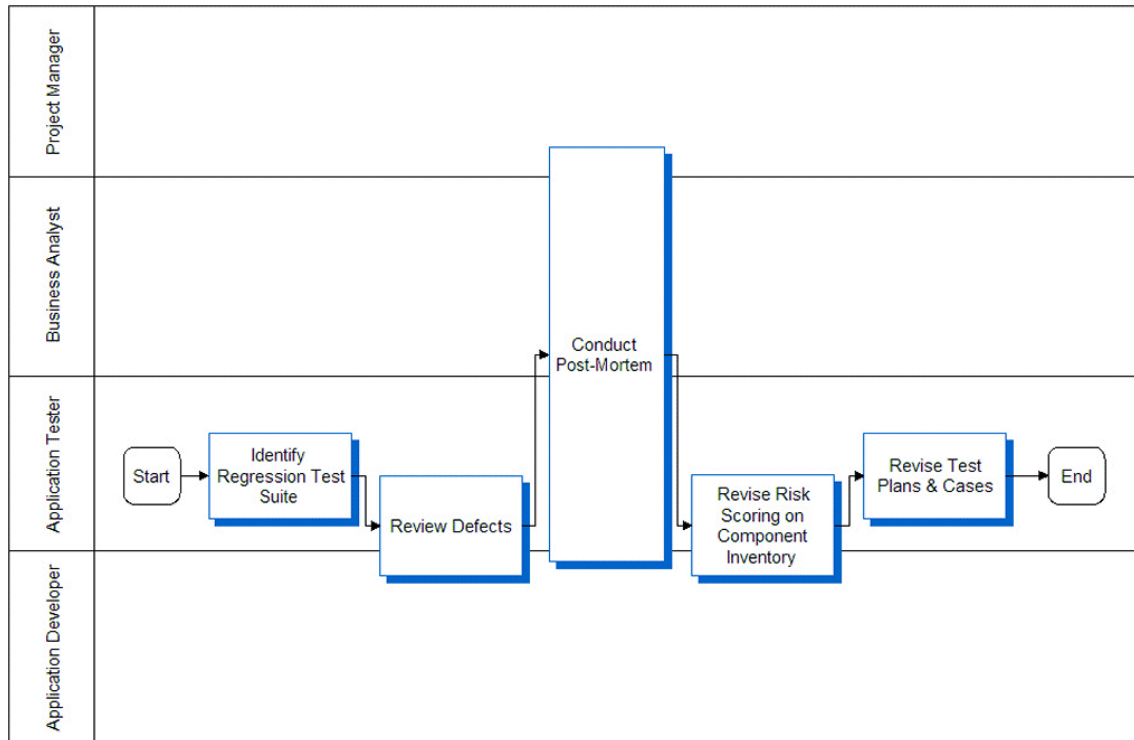 Project Manager
Business Analyst
Application Tester
Application Developer
Start
Identify
Regression Test
Suite
Review Defects
Conduct
Post-Mortem
Revise Risk
Scoring on
Component
Inventory
Revise Test
Plans & Cases
End